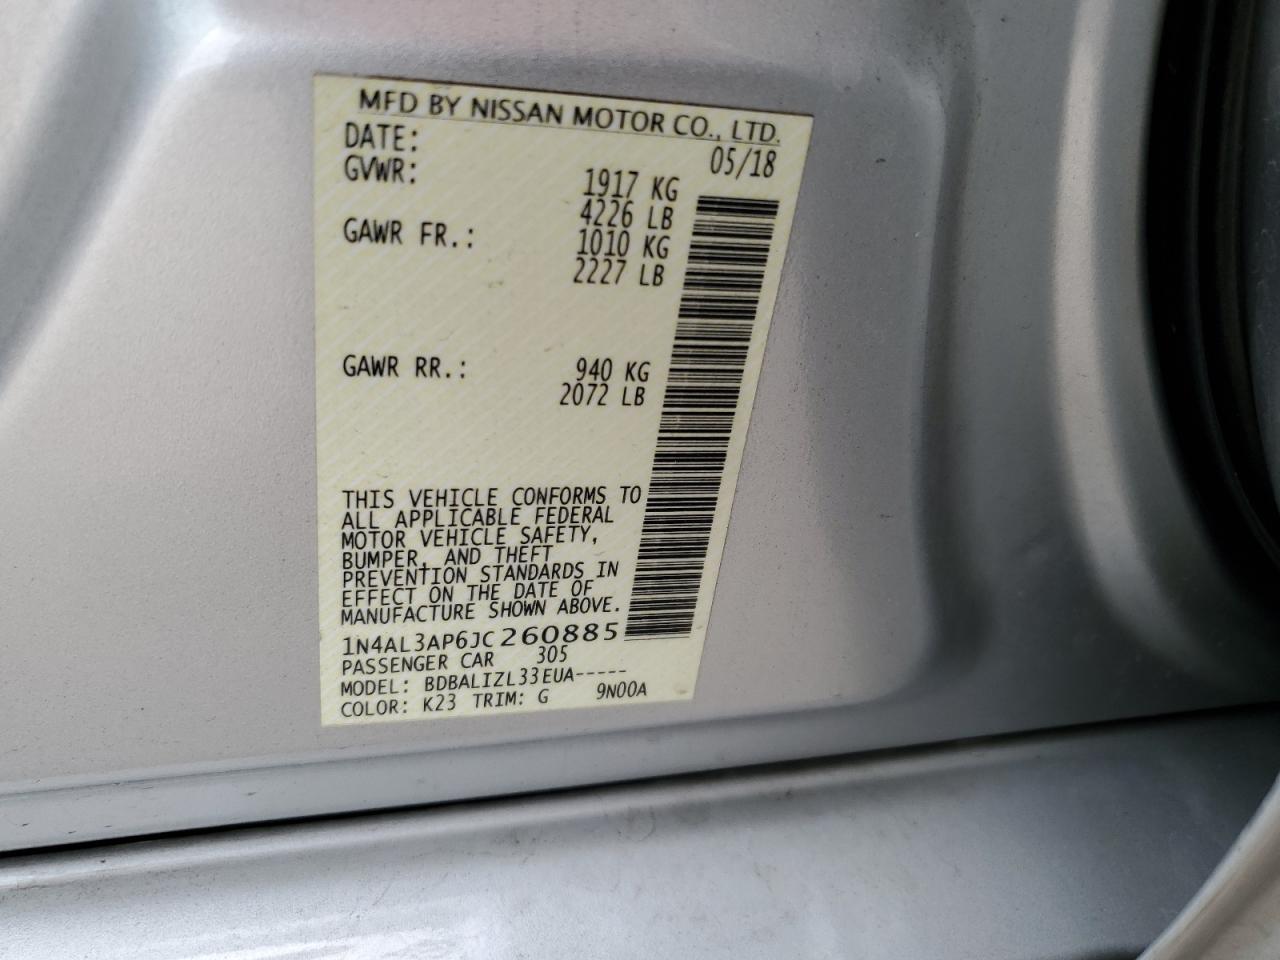 MFD BY NISSAN MOTOR CO., LTD.
DATE: 05/18
GVWR: 1917 KG
4226 LB
GAWR FR.: 1010 KG
2227 LB
GAWR RR.: 940 KG
2072 LB
THIS VEHICLE CONFORMS TO
ALL APPLICABLE FEDERAL
MOTOR VEHICLE SAFETY,
BUMPER, AND THEFT
PREVENTION STANDARDS IN
EFFECT ON THE DATE OF
MANUFACTURE SHOWN ABOVE.
1N4AL3AP6JC260885
PASSENGER CAR 305
MODEL: BDBALIZL33EUA-----
COLOR: K23 TRIM: G 9N00A